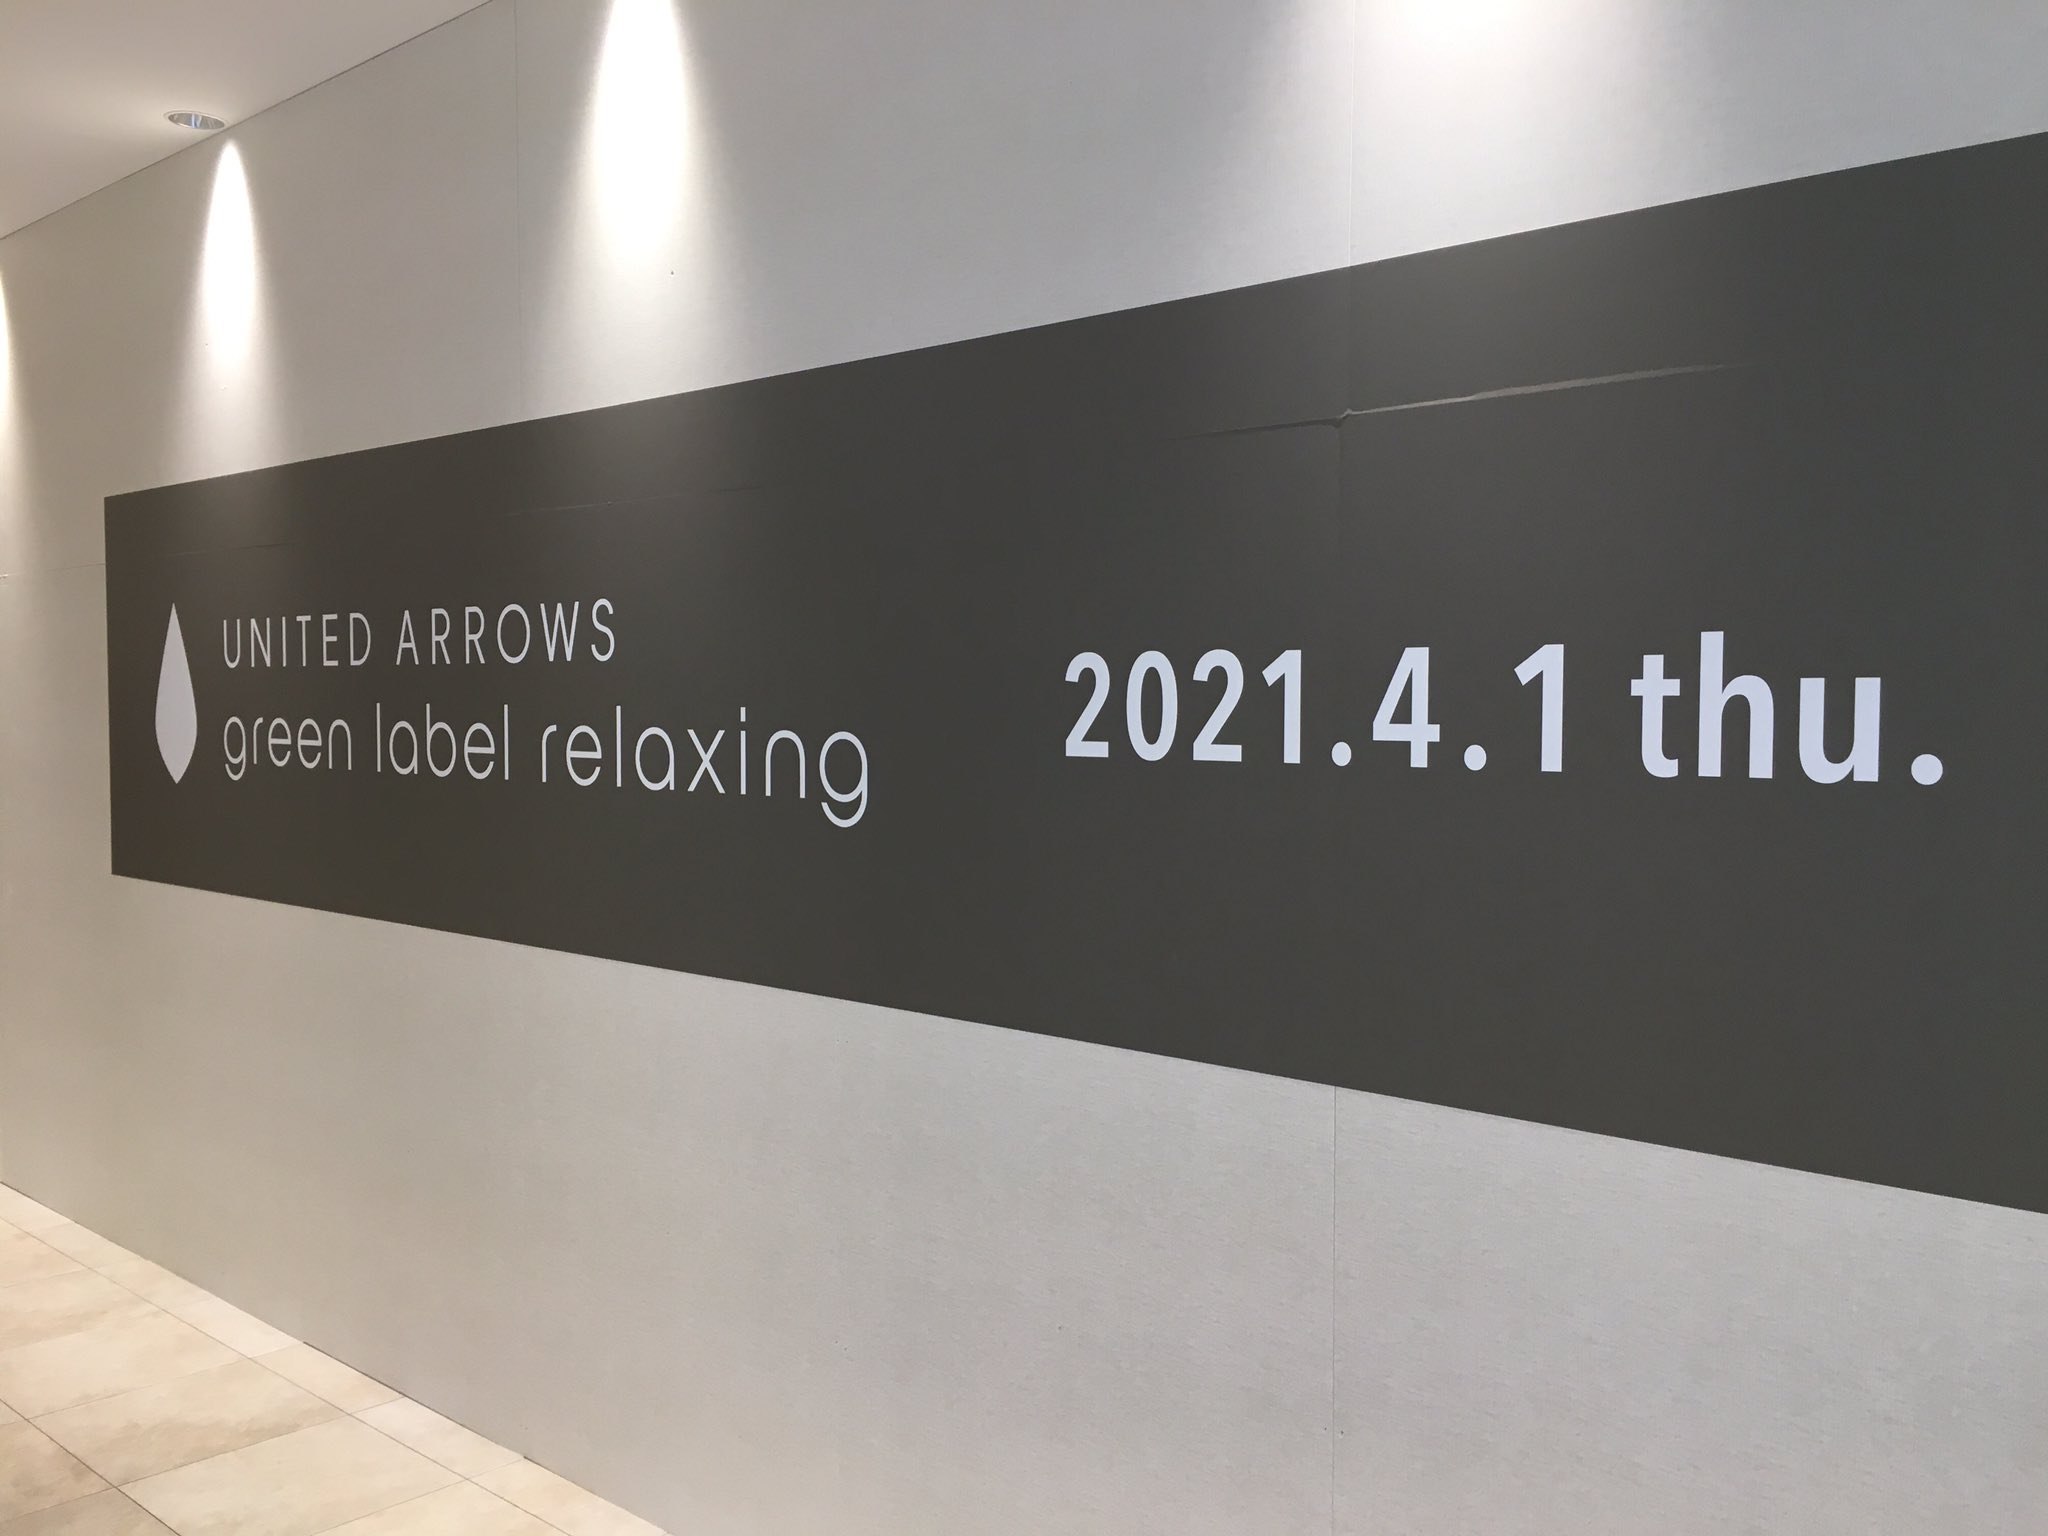 UNITED ARROWS
green label relaxing
2021.4.1 thu.